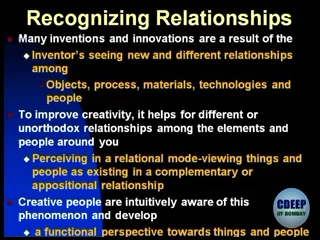 Recognizing Relationships
Many inventions and innovations are a result of the
Inventor's seeing new and different relationships
among
Objects, process, materials, technologies and
people
To improve creativity, it helps for different or
unorthodox relationships among the elements and
people around you
Perceiving in a relational mode-viewing things and
people as existing in a complementary or
appositional relationship
Creative people are intuitively aware of this
phenomenon and develop
a functional perspective towards things and people
CDEEP
IIT BOMBAY